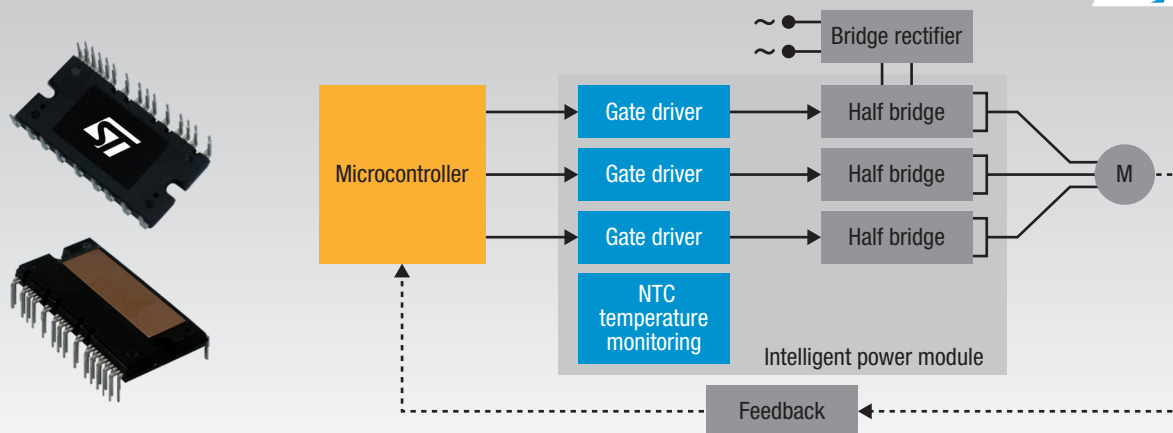 ST
~
~
Bridge rectifier
Microcontroller
Gate driver
Half bridge
Gate driver
Half bridge
M
Gate driver
Half bridge
NTC
temperature
monitoring
Intelligent power module
Feedback